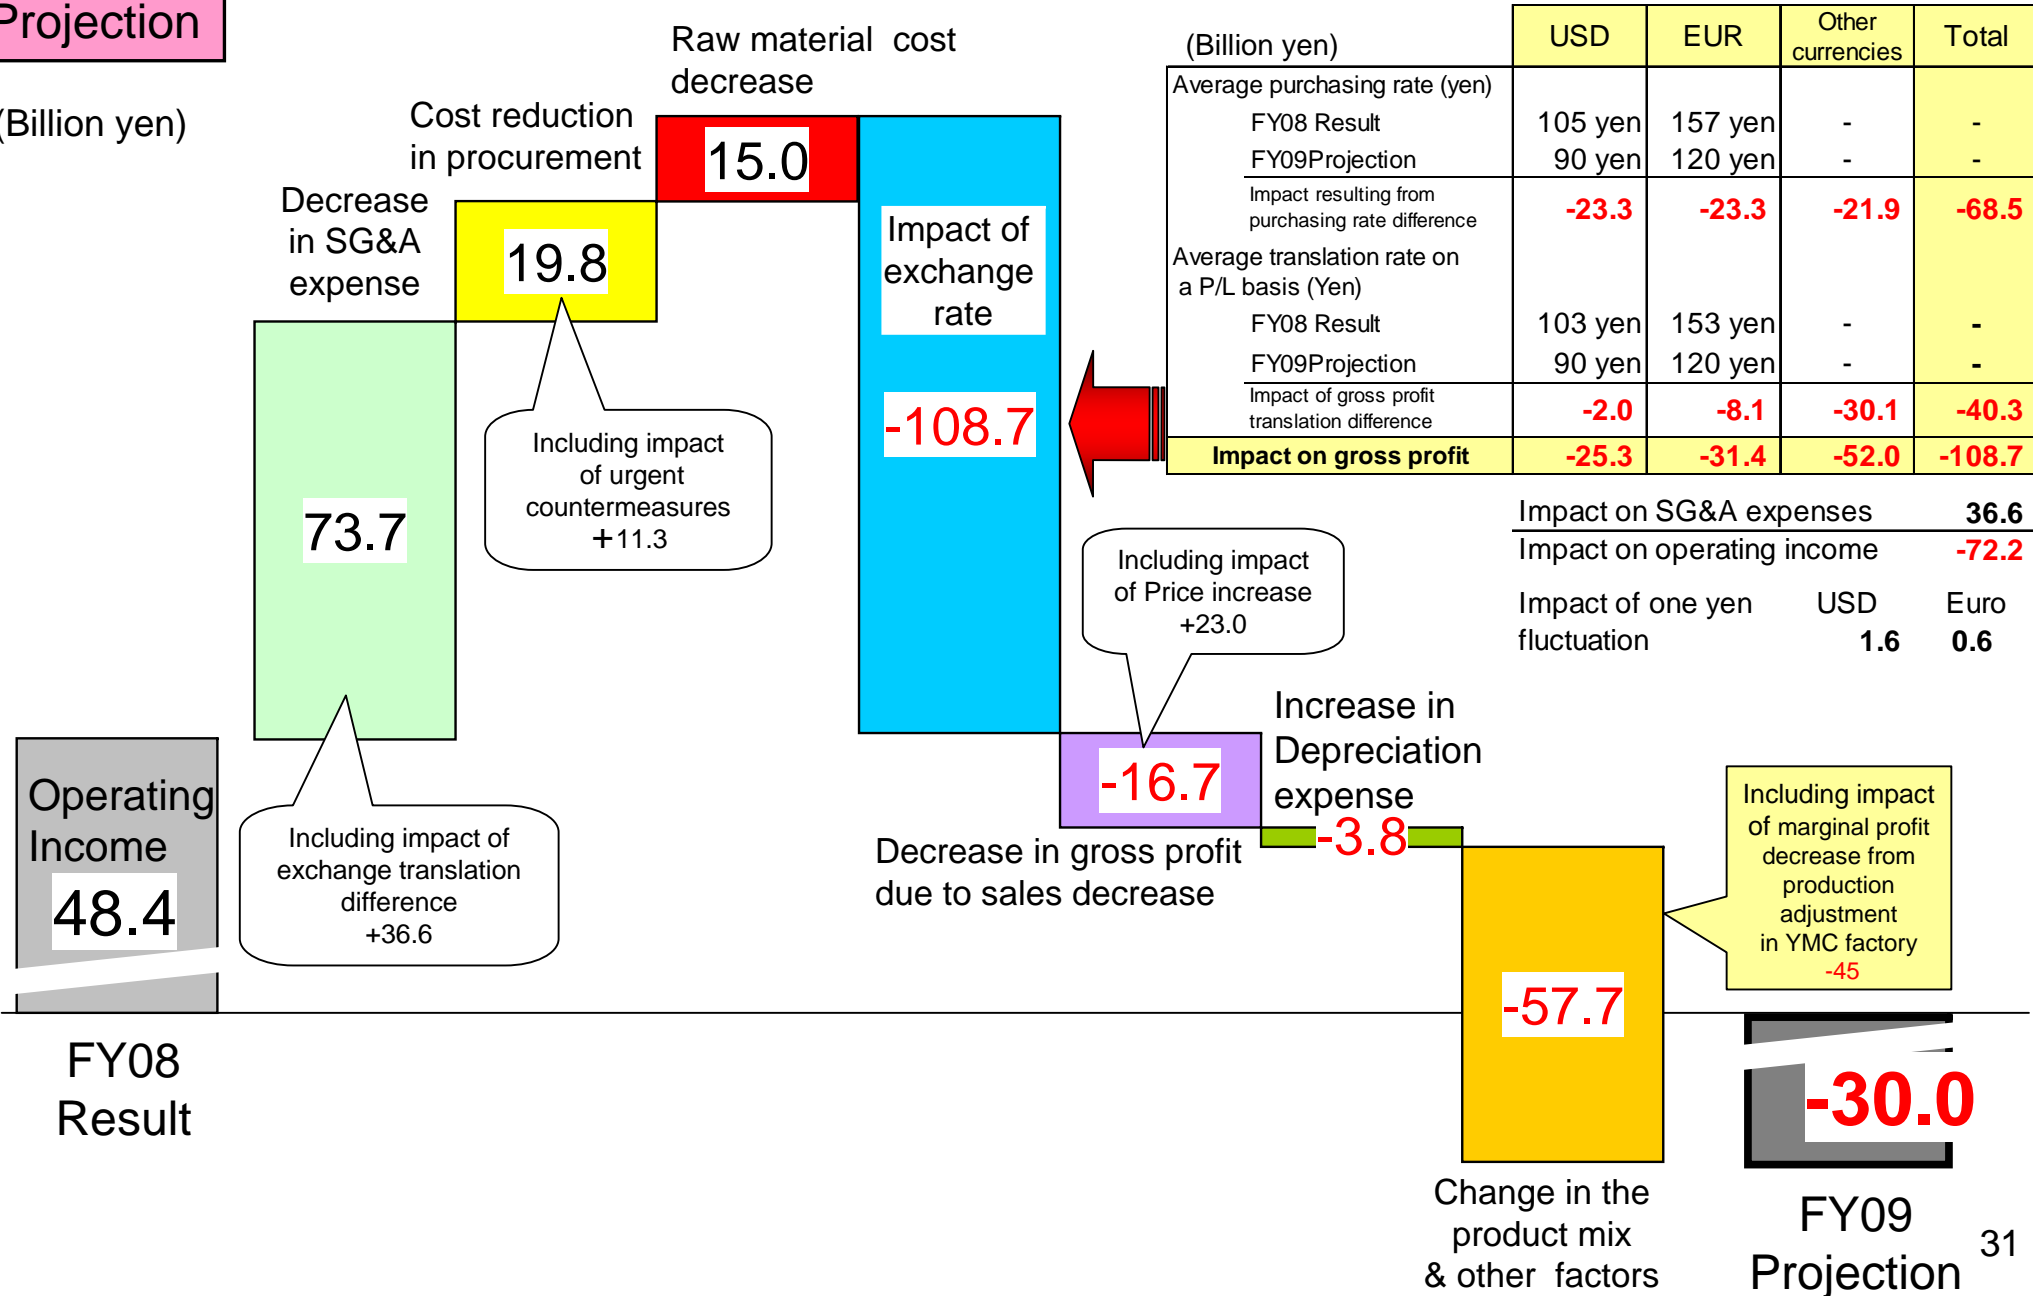 Projection
(Billion yen)
Raw material cost
decrease
Cost reduction
in procurement
Decrease
in SG&A
expense
15.0
19.8
73.7
Impact of
exchange
rate
-108.7
Including impact
of urgent
countermeasures
+11.3
Operating
Income
48.4
Including impact of
exchange translation
difference
+36.6
FY08
Result
(Billion yen) USD EUR Other currencies Total
Average purchasing rate (yen)
FY08 Result 105 yen 157 yen - -
FY09Projection 90 yen 120 yen - -
Impact resulting from
purchasing rate difference -23.3 -23.3 -21.9 -68.5
Average translation rate on
a P/L basis (Yen)
FY08 Result 103 yen 153 yen - -
FY09Projection 90 yen 120 yen - -
Impact of gross profit
translation difference -2.0 -8.1 -30.1 -40.3
Impact on gross profit -25.3 -31.4 -52.0 -108.7
Impact on SG&A expenses 36.6
Impact on operating income -72.2
Impact of one yen USD Euro
fluctuation 1.6 0.6
Including impact
of Price increase
+23.0
-16.7
Decrease in gross profit
due to sales decrease
Increase in
Depreciation
expense
-3.8
-57.7
Including impact
of marginal profit
decrease from
production
adjustment
in YMC factory
-45
Change in the
product mix
& other factors
-30.0
FY09
Projection
31